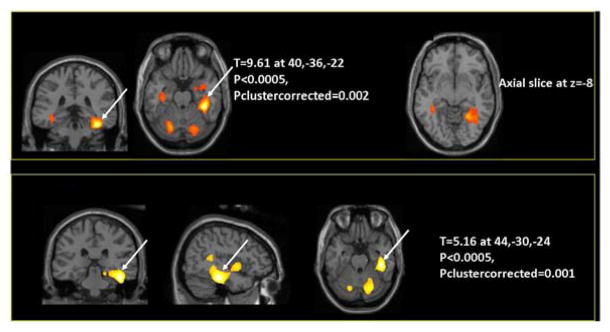 T=9.61 at 40,-36,-22
P<0.0005,
Pclustercorrected=0.002
Axial slice at z=-8
T=5.16 at 44,-30,-24
P<0.0005,
Pclustercorrected=0.001